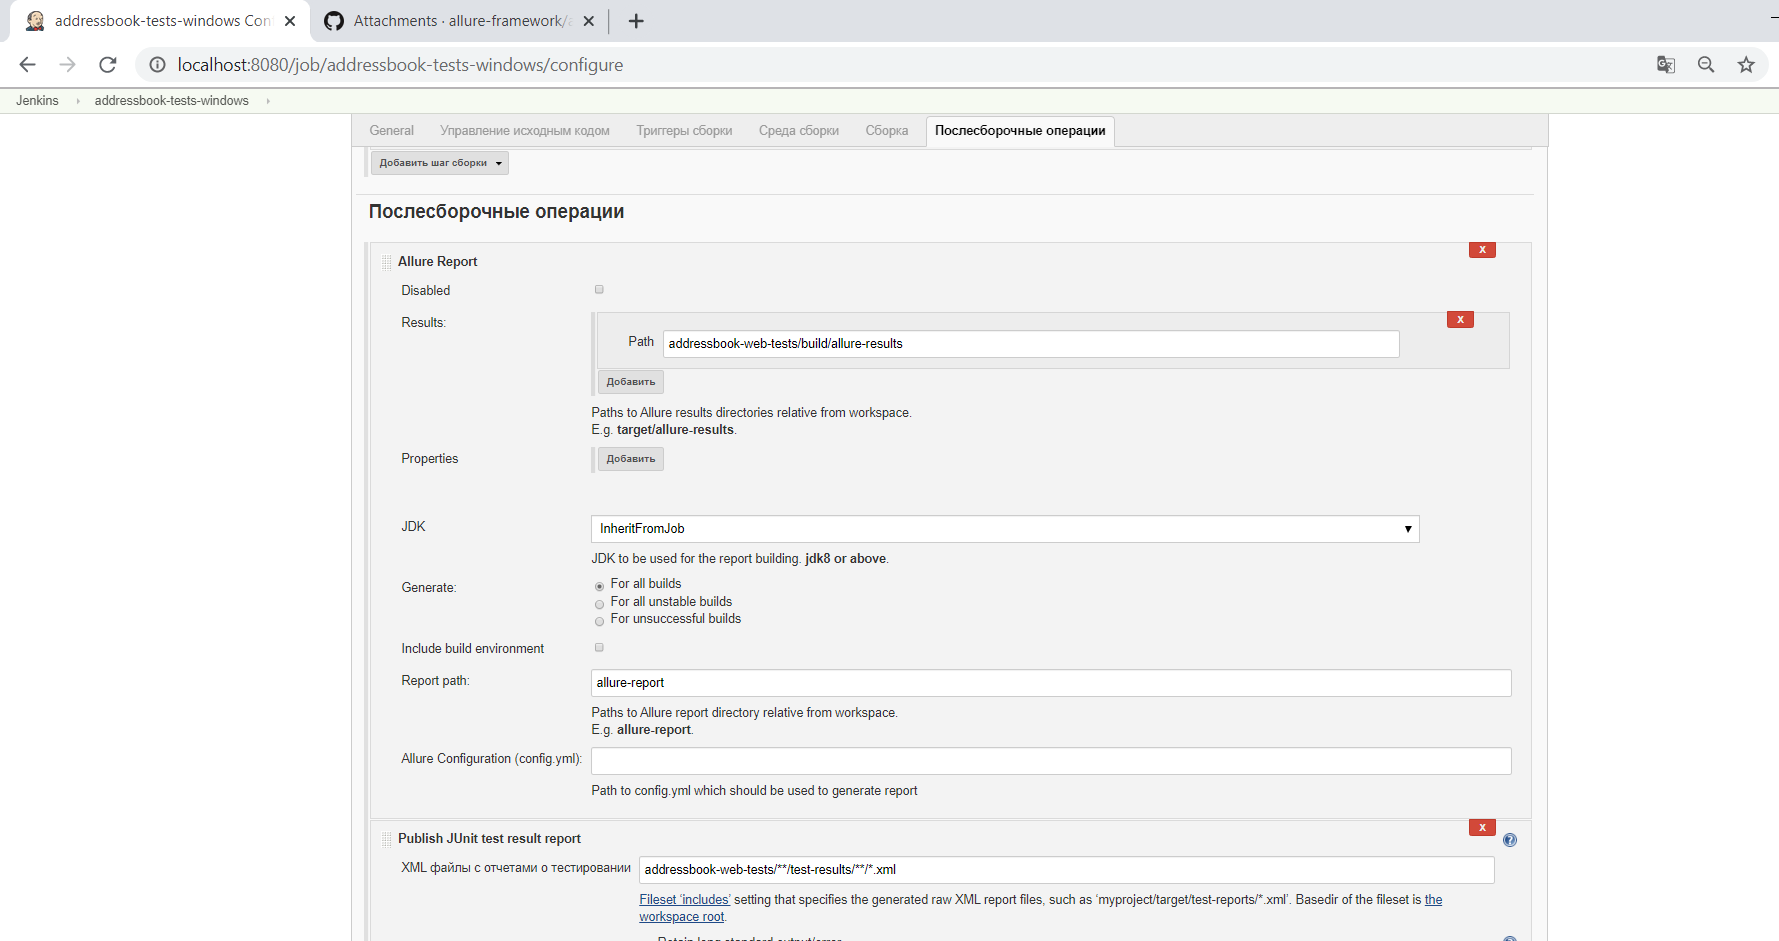 addressbook-tests-windows Con
Attachments · allure-framework/a
localhost:8080/job/addressbook-tests-windows/configure
Jenkins
addressbook-tests-windows
General
Управление исходным кодом
Триггеры сборки
Среда сборки
Сборка
Послесборочные операции
Добавить шаг сборки
Послесборочные операции
X
Allure Report
Disabled
Results:
X
Path
addressbook-web-tests/build/allure-results
Добавить
Paths to Allure results directories relative from workspace.
E.g. target/allure-results.
Properties
Добавить
JDK
InheritFromJob
JDK to be used for the report building. jdk8 or above.
Generate:
For all builds
For all unstable builds
For unsuccessful builds
Include build environment
Report path:
allure-report
Paths to Allure report directory relative from workspace.
E.g. allure-report.
Allure Configuration (config.yml):
Path to config.yml which should be used to generate report
X
Publish JUnit test result report
XML файлы с отчетами о тестировании
addressbook-web-tests/**/test-results/**/*.xml
Fileset ‘includes’ setting that specifies the generated raw XML report files, such as ‘myproject/target/test-reports/*.xml’. Basedir of the fileset is the
workspace root.
Retain long standard output/error